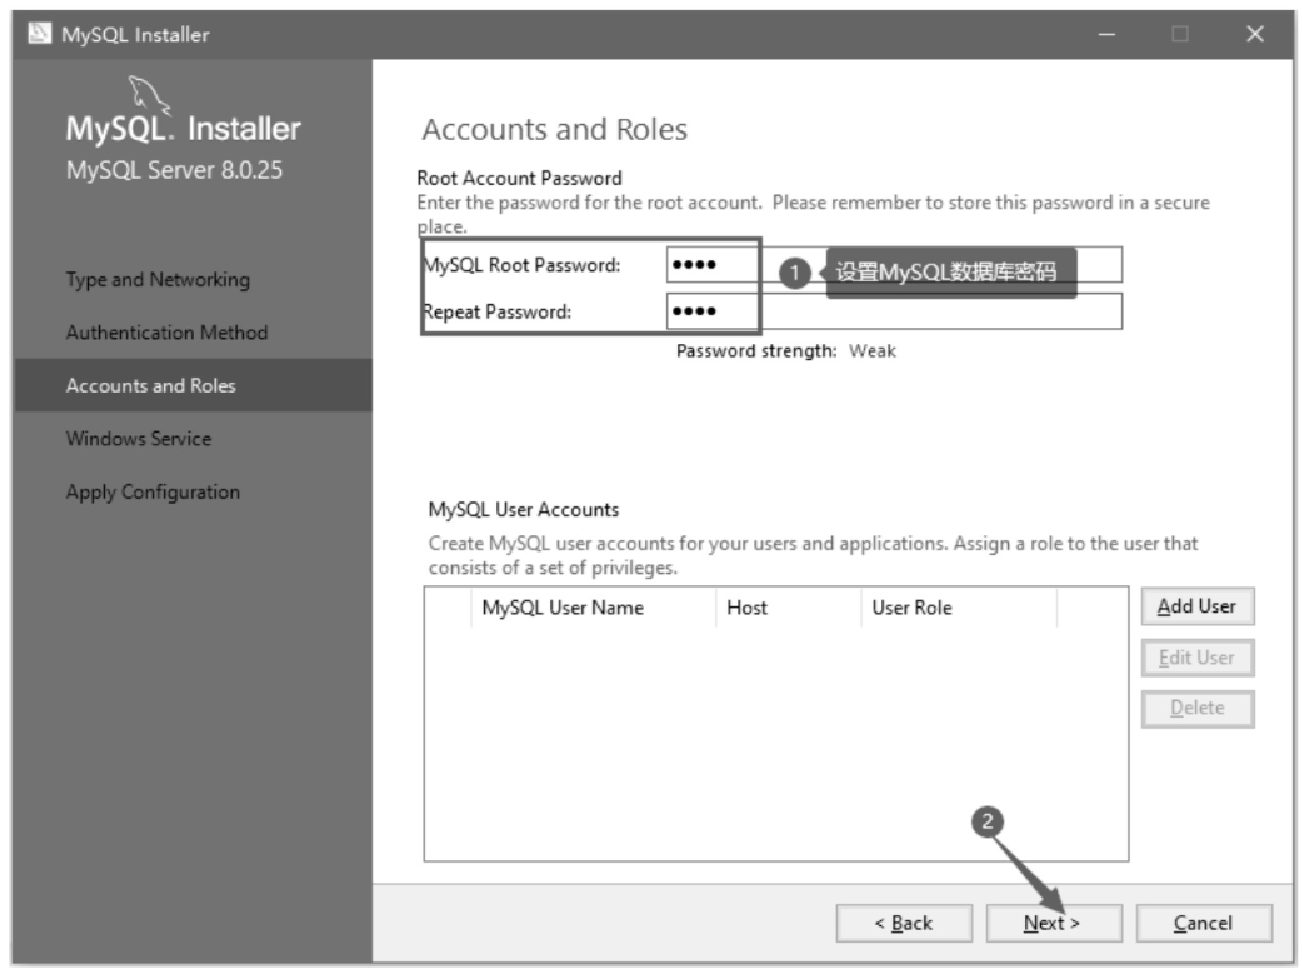 MySQL Installer
MySQL. Installer
MySQL Server 8.0.25
Type and Networking
Authentication Method
Accounts and Roles
Windows Service
Apply Configuration
Accounts and Roles
Root Account Password
Enter the password for the root account.  Please remember to store this password in a secure
place.
MySQL Root Password: ●●●● 1 设置MySQL数据库密码
Repeat Password: ●●●●
Password strength: Weak
MySQL User Accounts
Create MySQL user accounts for your users and applications. Assign a role to the user that
consists of a set of privileges.
MySQL User Name Host User Role
Add User
Edit User
Delete
2
< Back Next > Cancel